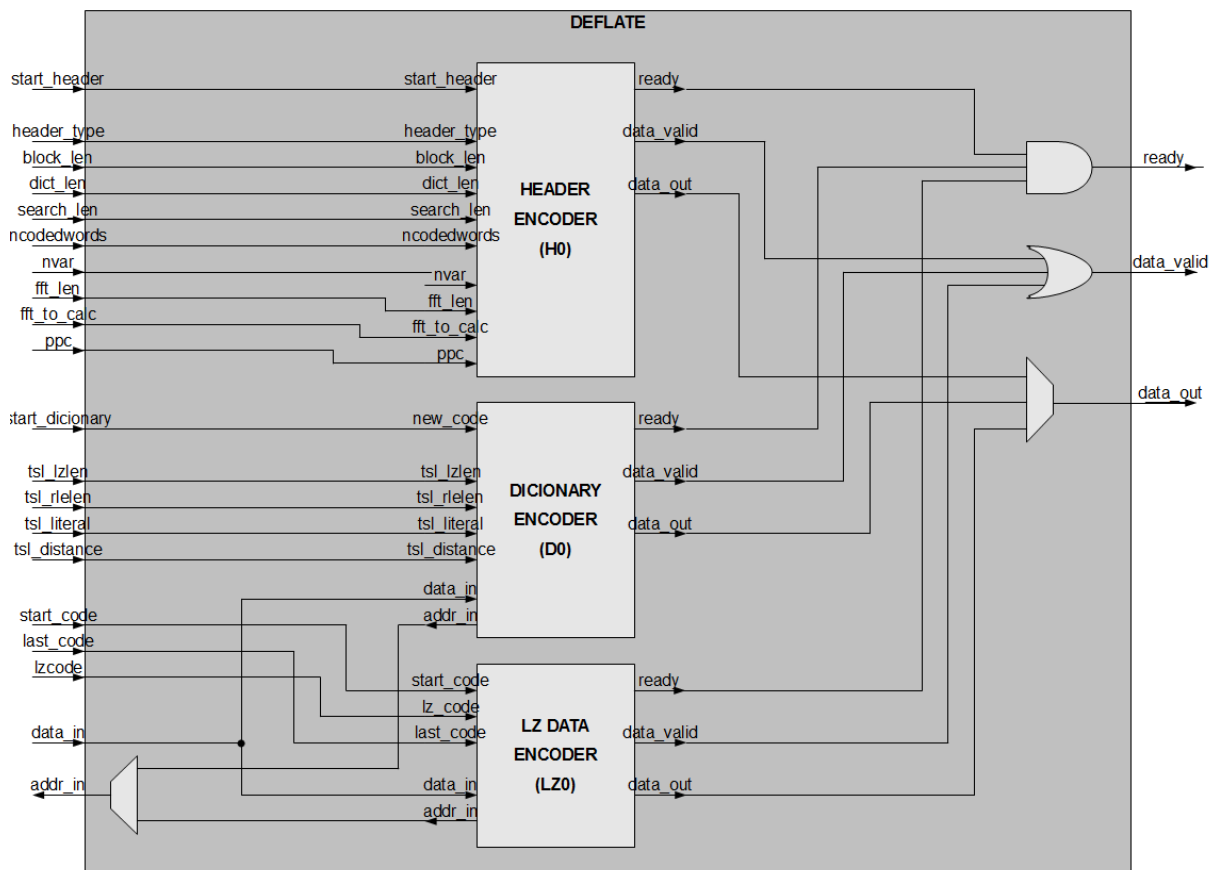 DEFLATE
start_header
start_header
ready
header_type
header_type
data_valid
block_len
block_len
ready
dict_len
dict_len
HEADER
data_out
search_len
search_len
ENCODER
ncodedwords
ncodedwords
(H0)
nvar
nvar
data_valid
fft_len
fft_len
fft_to_calc
fft_to_calc
ppc
ppc
data_out
start_dicionary
new_code
ready
tsl_lzlen
tsl_lzlen
data_valid
tsl_rlelen
tsl_rlelen
DICIONARY
tsl_literal
tsl_literal
ENCODER
data_out
tsl_distance
tsl_distance
(D0)
data_in
start_code
addr_in
last_code
lzcode
start_code
ready
lz_code
data_in
last_code
LZ DATA
data_valid
ENCODER
addr_in
data_in
(LZ0)
data_out
addr_in